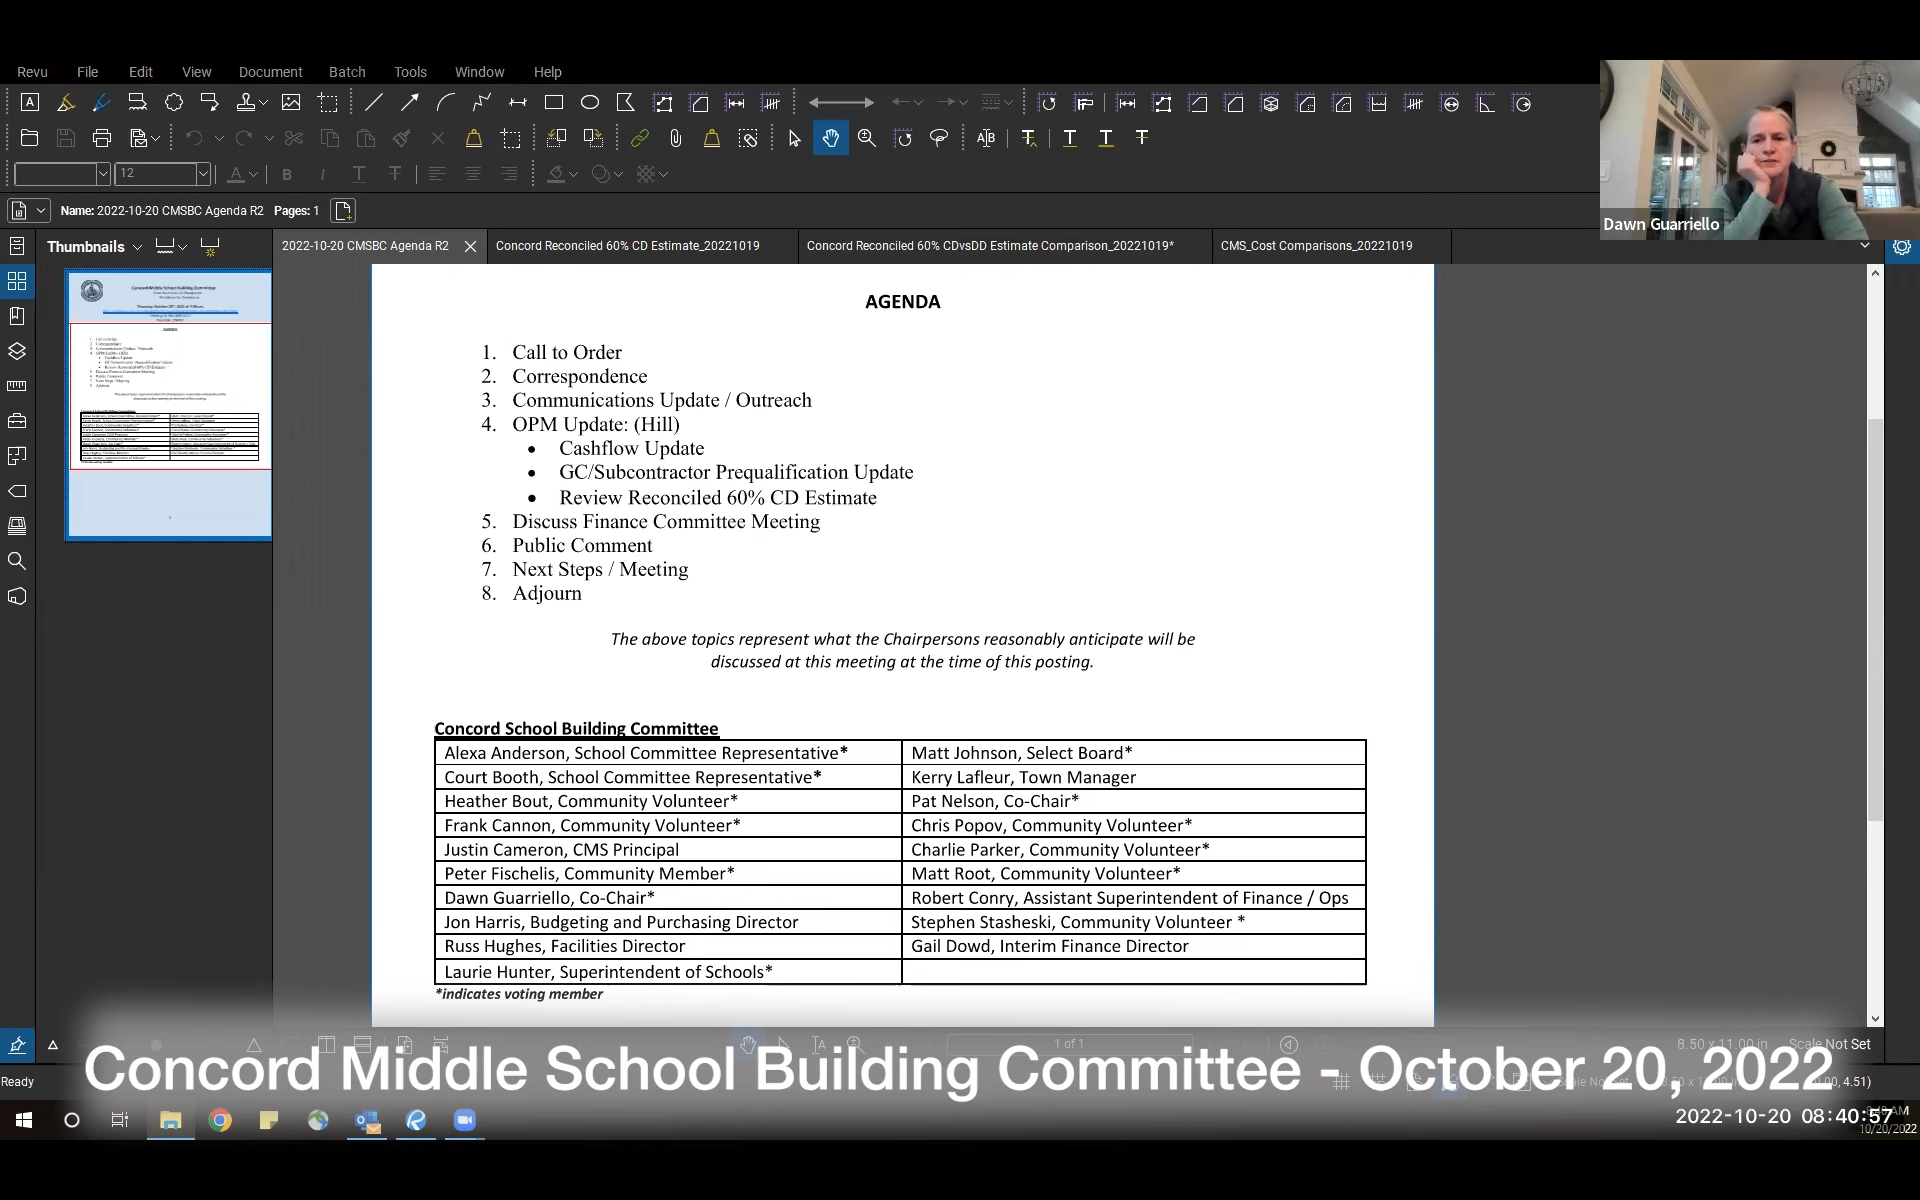 Revu File Edit View Document Batch Tools Window Help
12
Name: 2022-10-20 CMSBC Agenda R2 Pages: 1
Dawn Guarriello
Thumbnails
2022-10-20 CMSBC Agenda R2
Concord Reconciled 60% CD Estimate_20221019
Concord Reconciled 60% CDvsDD Estimate Comparison_20221019*
CMS_Cost Comparisons_20221019
AGENDA
1. Call to Order
2. Correspondence
3. Communications Update / Outreach
4. OPM Update: (Hill)
• Cashflow Update
• GC/Subcontractor Prequalification Update
• Review Reconciled 60% CD Estimate
5. Discuss Finance Committee Meeting
6. Public Comment
7. Next Steps / Meeting
8. Adjourn
The above topics represent what the Chairpersons reasonably anticipate will be
discussed at this meeting at the time of this posting.
Concord School Building Committee
Alexa Anderson, School Committee Representative* Matt Johnson, Select Board*
Court Booth, School Committee Representative* Kerry Lafleur, Town Manager
Heather Bout, Community Volunteer* Pat Nelson, Co-Chair*
Frank Cannon, Community Volunteer* Chris Popov, Community Volunteer*
Justin Cameron, CMS Principal Charlie Parker, Community Volunteer*
Peter Fischelis, Community Member* Matt Root, Community Volunteer*
Dawn Guarriello, Co-Chair* Robert Conry, Assistant Superintendent of Finance / Ops
Jon Harris, Budgeting and Purchasing Director Stephen Stasheski, Community Volunteer *
Russ Hughes, Facilities Director Gail Dowd, Interim Finance Director
Laurie Hunter, Superintendent of Schools*
*indicates voting member
1 of 1
8.50 x 11.00 in Scale Not Set
Concord Middle School Building Committee - October 20, 2022
Ready
2022-10-20 08:40:57
10/20/2022